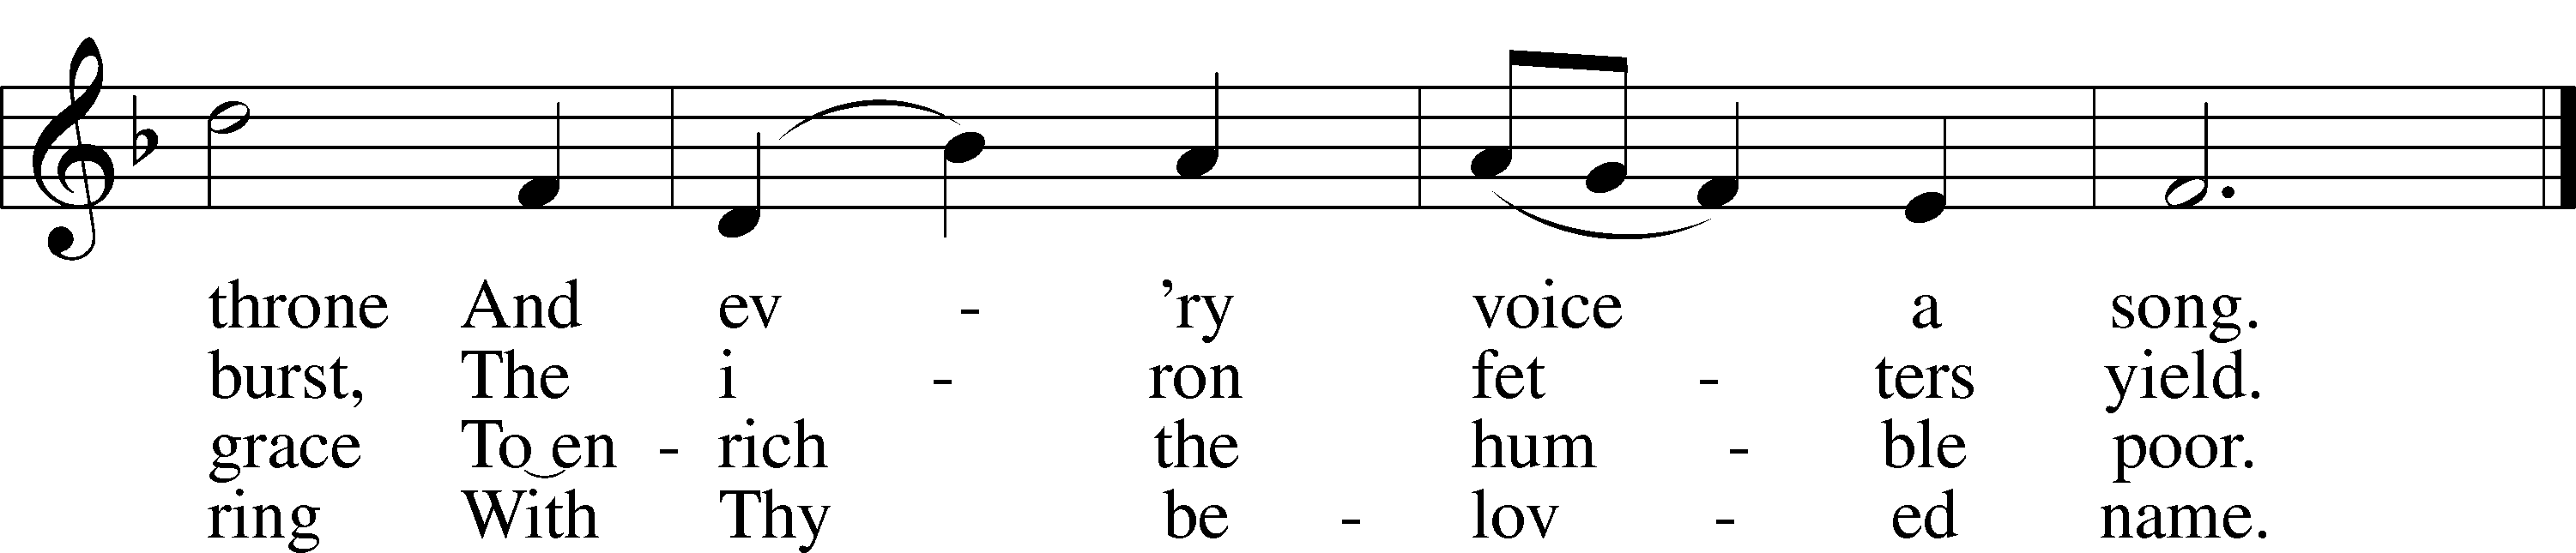 throne And ev - 'ry voice a song.
burst, The i - ron fet - ters yield.
grace To en - rich the hum - ble poor.
ring With Thy be - lov - ed name.